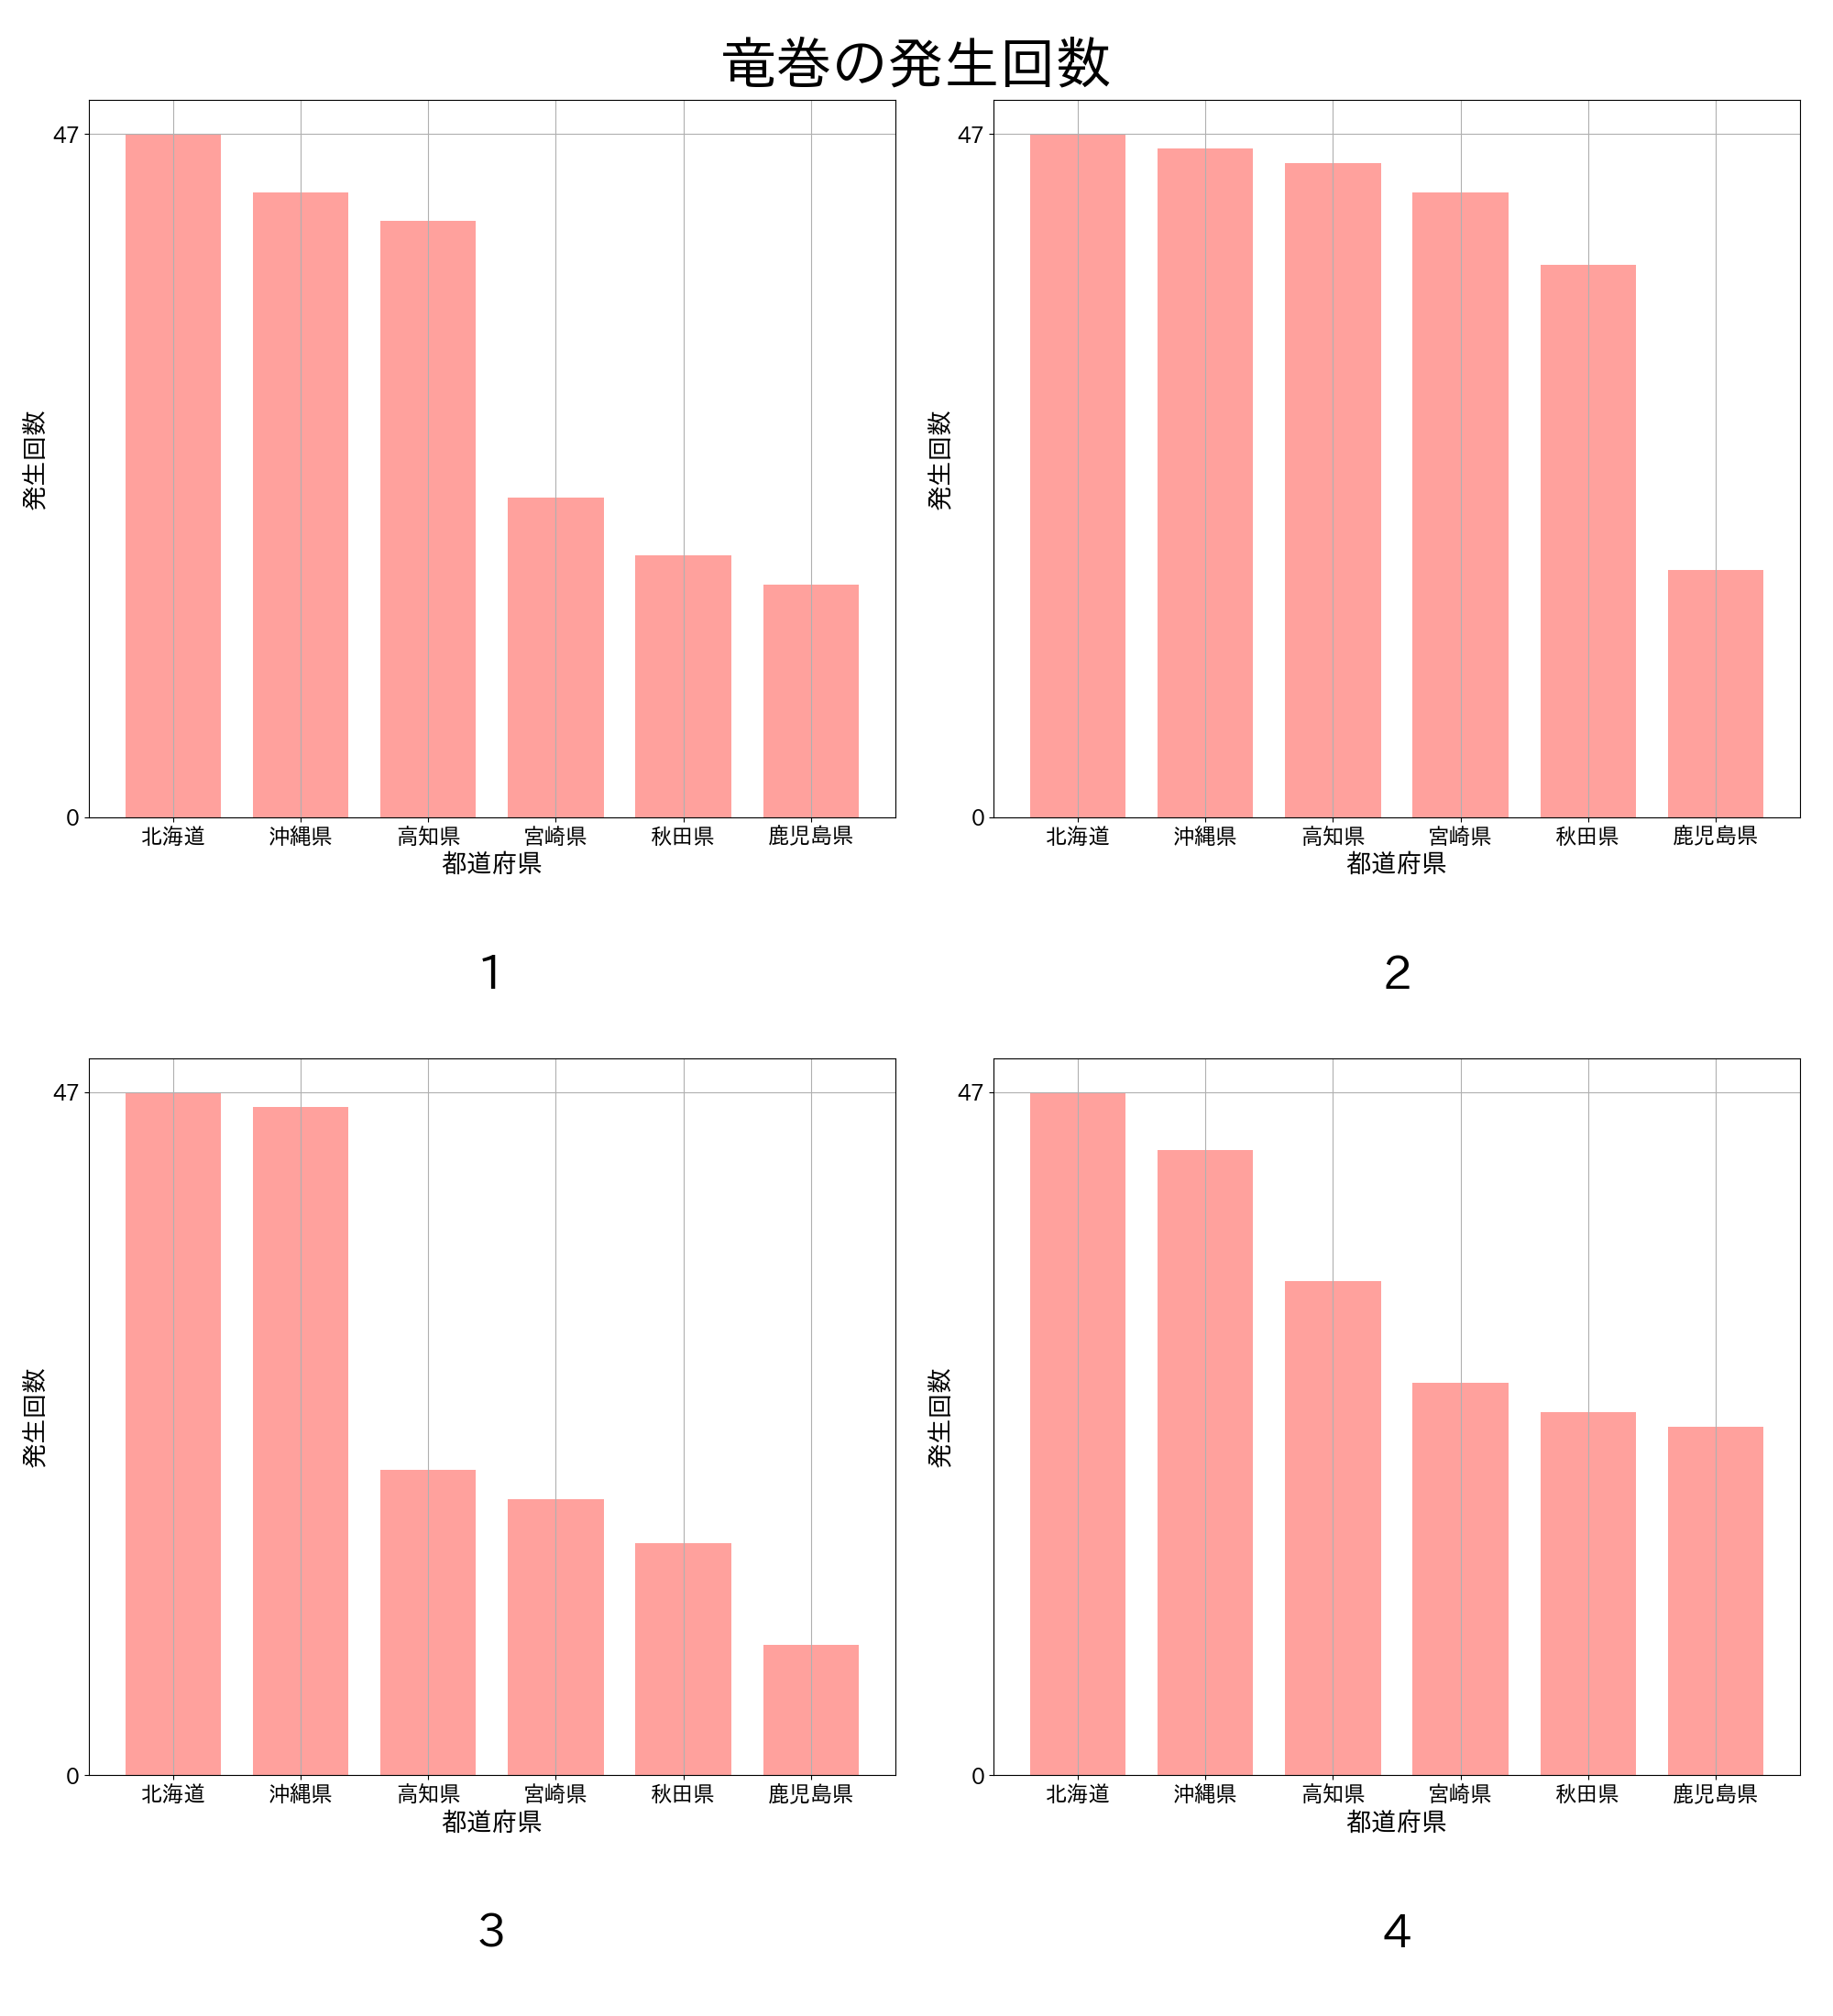 竜巻の発生回数
47
発生回数
0
北海道 沖縄県 高知県 宮崎県 秋田県 鹿児島県
都道府県
1
47
発生回数
0
北海道 沖縄県 高知県 宮崎県 秋田県 鹿児島県
都道府県
2
47
発生回数
0
北海道 沖縄県 高知県 宮崎県 秋田県 鹿児島県
都道府県
3
47
発生回数
0
北海道 沖縄県 高知県 宮崎県 秋田県 鹿児島県
都道府県
4